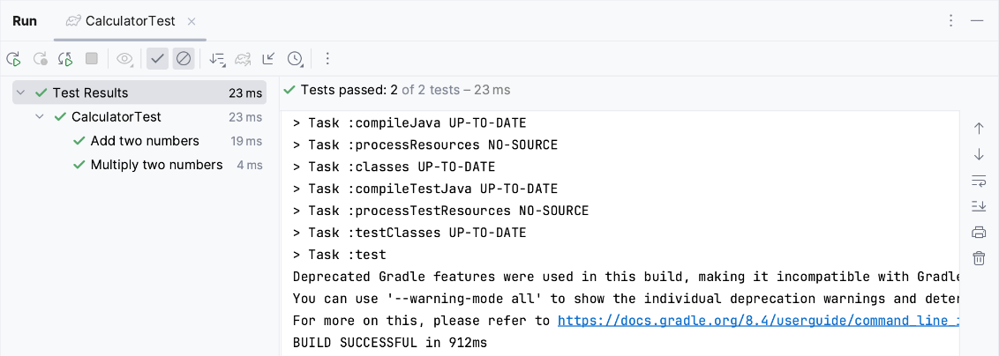 Run CalculatorTest
Tests passed: 2 of 2 tests – 23 ms
Test Results 23 ms
CalculatorTest 23 ms
Add two numbers 19 ms
Multiply two numbers 4 ms
> Task :compileJava UP-TO-DATE
> Task :processResources NO-SOURCE
> Task :classes UP-TO-DATE
> Task :compileTestJava UP-TO-DATE
> Task :processTestResources NO-SOURCE
> Task :testClasses UP-TO-DATE
> Task :test
Deprecated Gradle features were used in this build, making it incompatible with Gradle
You can use '--warning-mode all' to show the individual deprecation warnings and
For more on this, please refer to https://docs.gradle.org/8.4/userguide/command_line_
BUILD SUCCESSFUL in 912ms